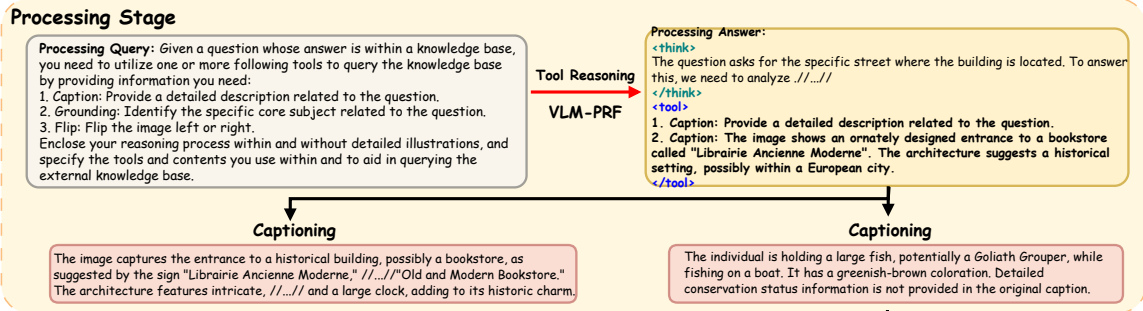 Processing Stage
Processing Query: Given a question whose answer is within a knowledge base,
you need to utilize one or more following tools to query the knowledge base
by providing information you need:
1. Caption: Provide a detailed description related to the question.
2. Grounding: Identify the specific core subject related to the question.
3. Flip: Flip the image left or right.
Enclose your reasoning process within and without detailed illustrations, and
specify the tools and contents you use within and to aid in querying the
external knowledge base.
Tool Reasoning
VLM-PRF
Processing Answer:
<think>
The question asks for the specific street where the building is located. To answer
this, we need to analyze .//...//
</think>
<tool>
1. Caption: Provide a detailed description related to the question.
2. Caption: The image shows an ornately designed entrance to a bookstore
called "Librairie Ancienne Moderne". The architecture suggests a historical
setting, possibly within a European city.
</tool>
Captioning
The image captures the entrance to a historical building, possibly a bookstore, as
suggested by the sign "Librairie Ancienne Moderne," //...//"Old and Modern Bookstore."
The architecture features intricate, //...// and a large clock, adding to its historic charm.
Captioning
The individual is holding a large fish, potentially a Goliath Grouper, while
fishing on a boat. It has a greenish-brown coloration. Detailed
conservation status information is not provided in the original caption.